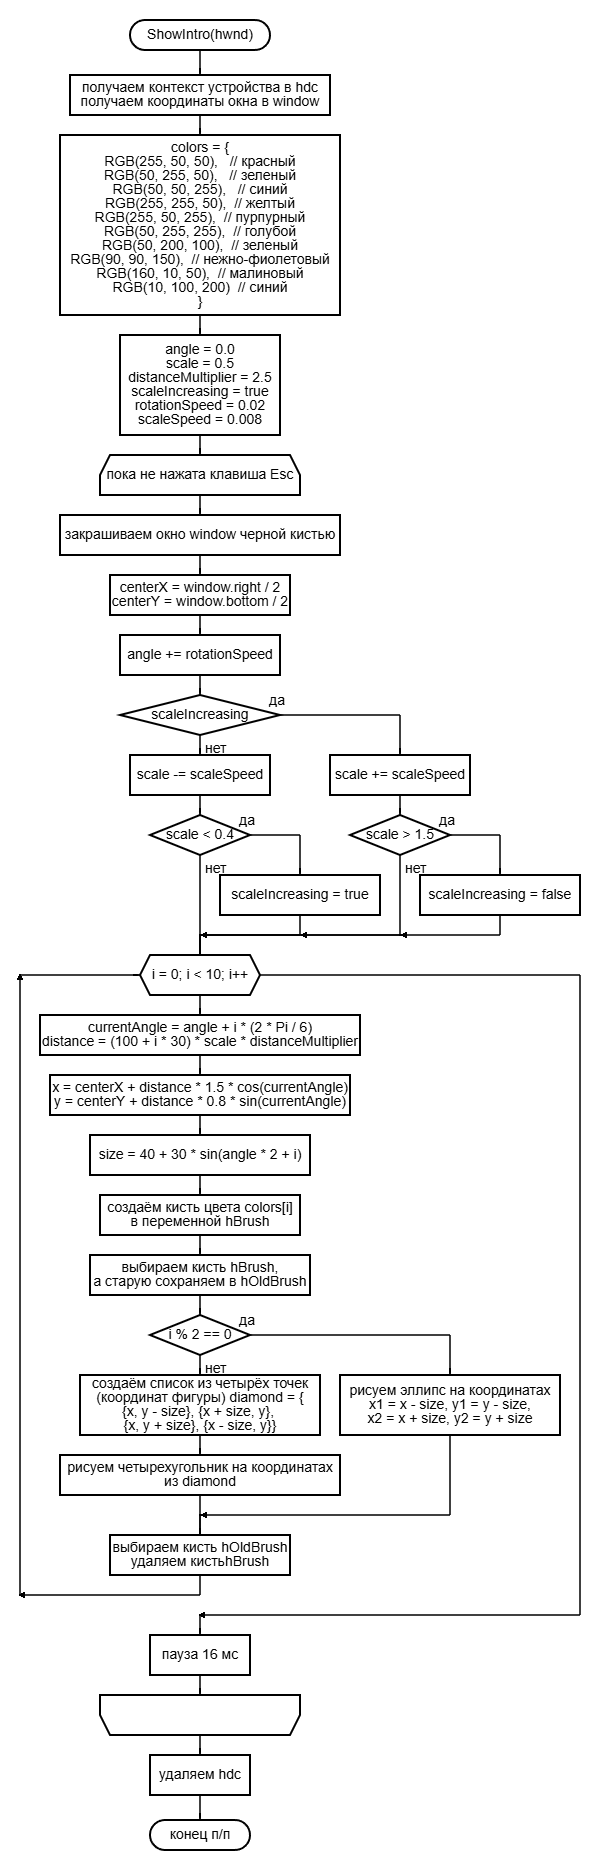 ShowIntro(hwnd)
получаем контекст устройства в hdc
получаем координаты окна в window
colors = {
RGB(255, 50, 50),   // красный
RGB(50, 255, 50),   // зеленый
RGB(50, 50, 255),   // синий
RGB(255, 255, 50),  // желтый
RGB(255, 50, 255),  // пурпурный
RGB(50, 255, 255),  // голубой
RGB(50, 200, 100),  // зеленый
RGB(90, 90, 150),  // нежно-фиолетовый
RGB(160, 10, 50),  // малиновый
RGB(10, 100, 200)  // синий
}
angle = 0.0
scale = 0.5
distanceMultiplier = 2.5
scaleIncreasing = true
rotationSpeed = 0.02
scaleSpeed = 0.008
пока не нажата клавиша Esc
закрашиваем окно window черной кистью
centerX = window.right / 2
centerY = window.bottom / 2
angle += rotationSpeed
scaleIncreasing
да
нет
scale -= scaleSpeed
scale += scaleSpeed
scale < 0.4
да
scale > 1.5
да
нет
нет
scaleIncreasing = true
scaleIncreasing = false
i = 0; i < 10; i++
currentAngle = angle + i * (2 * Pi / 6)
distance = (100 + i * 30) * scale * distanceMultiplier
x = centerX + distance * 1.5 * cos(currentAngle)
y = centerY + distance * 0.8 * sin(currentAngle)
size = 40 + 30 * sin(angle * 2 + i)
создаём кисть цвета colors[i]
в переменной hBrush
выбираем кисть hBrush,
а старую сохраняем в hOldBrush
i % 2 == 0
да
нет
создаём список из четырёх точек
(координат фигуры) diamond = {
{x, y - size}, {x + size, y},
{x, y + size}, {x - size, y}}
рисуем эллипс на координатах
x1 = x - size, y1 = y - size,
x2 = x + size, y2 = y + size
рисуем четырехугольник на координатах
из diamond
выбираем кисть hOldBrush
удаляем кистьhBrush
пауза 16 мс
удаляем hdc
конец п/п